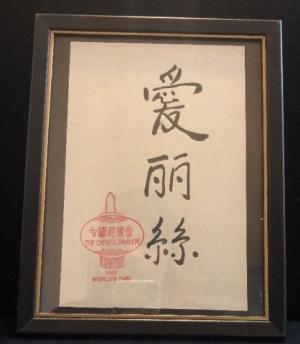 愛
丽
絲
THE CHINESE PAVILION
1982
WORLD'S FAIR